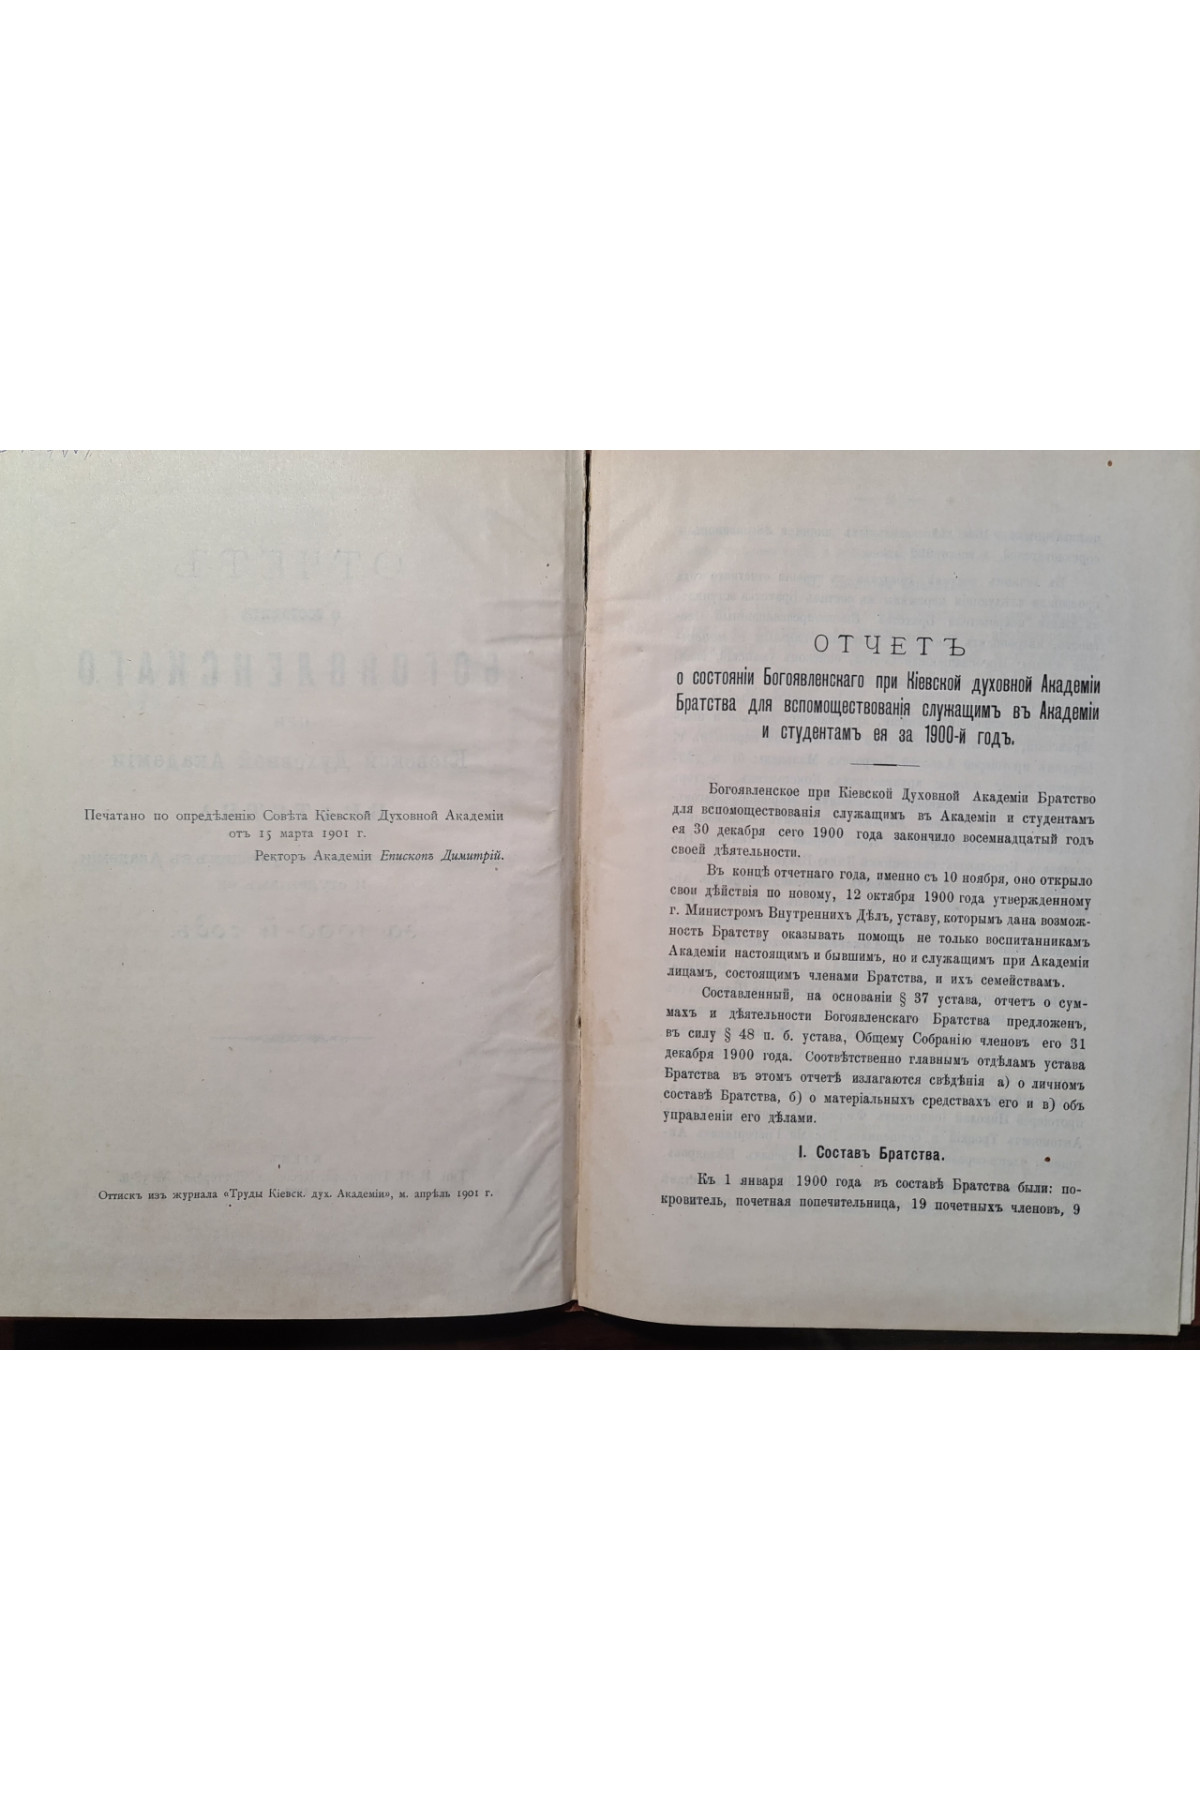 Печатано по опредѣленію Совѣта Кіевской Духовной Академіи
отъ 15 марта 1901 г.
Ректоръ Академіи Епископъ Димитрій.
Оттискъ изъ журнала «Труды Кіевск. дух. Академіи», м. апрѣль 1901 г.
ОТЧЕТЪ
о состояніи Богоявленскаго при Кіевской духовной Академіи
Братства для вспомоществованія служащимъ въ Академіи
и студентамъ ея за 1900-й годъ.
Богоявленское при Кіевской Духовной Академіи Братство
для вспомоществованія служащимъ въ Академіи и студентамъ
ея 30 декабря сего 1900 года закончило восемнадцатый годъ
своей дѣятельности.
Въ концѣ отчетнаго года, именно съ 10 ноября, оно открыло
свои дѣйствія по новому, 12 октября 1900 года утвержденному
г. Министромъ Внутреннихъ Дѣлъ, уставу, которымъ дана возмож-
ность Братству оказывать помощь не только воспитанникамъ
Академіи настоящимъ и бывшимъ, но и служащимъ при Академіи
лицамъ, состоящимъ членами Братства, и ихъ семействамъ.
Составленный, на основаніи § 37 устава, отчетъ о сум-
махъ и дѣятельности Богоявленскаго Братства предложенъ,
въ силу § 48 п. б. устава, Общему Собранію членовъ его 31
декабря 1900 года. Соотвѣтственно главнымъ отдѣламъ устава
Братства въ этомъ отчетѣ излагаются свѣдѣнія а) о личномъ
составѣ Братства, б) о матеріальныхъ средствахъ его и в) объ
управленіи его дѣлами.
I. Составъ Братства.
Къ 1 января 1900 года въ составѣ Братства были: по-
кровитель, почетная попечительница, 19 почетныхъ членовъ, 9